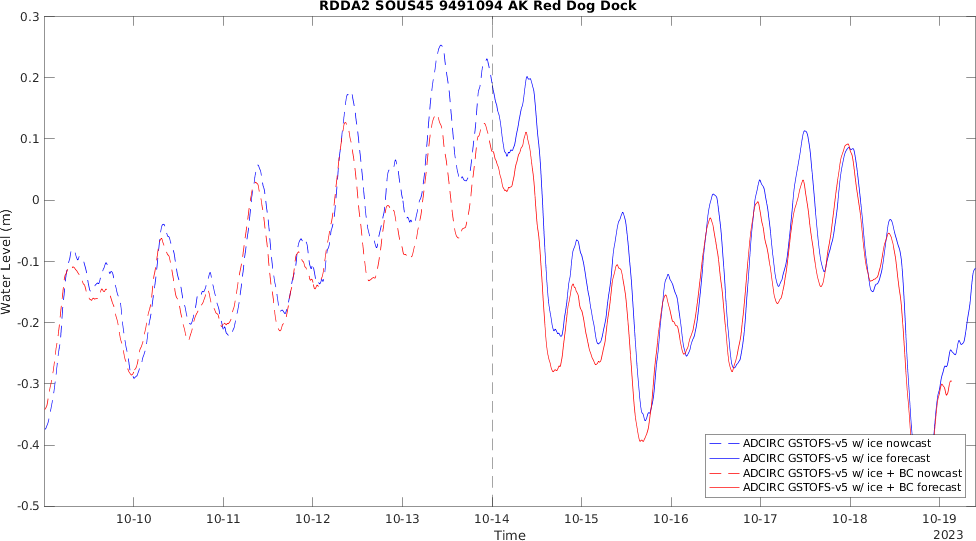 RDDA2 SOUS45 9491094 AK Red Dog Dock
0.3
0.2
0.1
0
-0.1
-0.2
-0.3
-0.4
-0.5
Water Level (m)
ADCIRC GSTOFS-v5 w/ ice nowcast
ADCIRC GSTOFS-v5 w/ ice forecast
ADCIRC GSTOFS-v5 w/ ice + BC nowcast
ADCIRC GSTOFS-v5 w/ ice + BC forecast
10-10 10-11 10-12 10-13 10-14 10-15 10-16 10-17 10-18 10-19
Time 2023